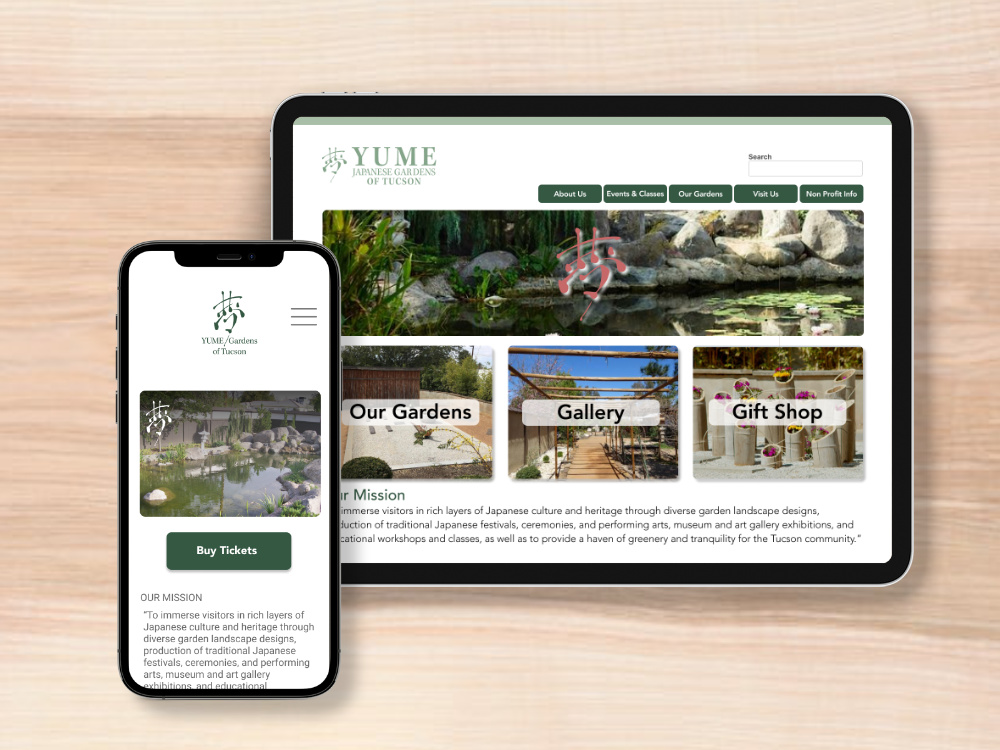 夢
YUME
JAPANESE GARDENS
OF TUCSON
Search
About Us
Events & Classes
Our Gardens
Visit Us
Non Profit Info
夢
Our Gardens
Gallery
Gift Shop
ur Mission
immerse visitors in rich layers of Japanese culture and heritage through diverse garden landscape designs,
duction of traditional Japanese festivals, ceremonies, and performing arts, museum and art gallery exhibitions, and
cational workshops and classes, as well as to provide a haven of greenery and tranquility for the Tucson community.”
夢
YUME/Gardens
of Tucson
夢
Buy Tickets
OUR MISSION
“To immerse visitors in rich layers of
Japanese culture and heritage through
diverse garden landscape designs,
production of traditional Japanese
festivals, ceremonies, and performing
arts, museum and art gallery
exhibitions, and educational